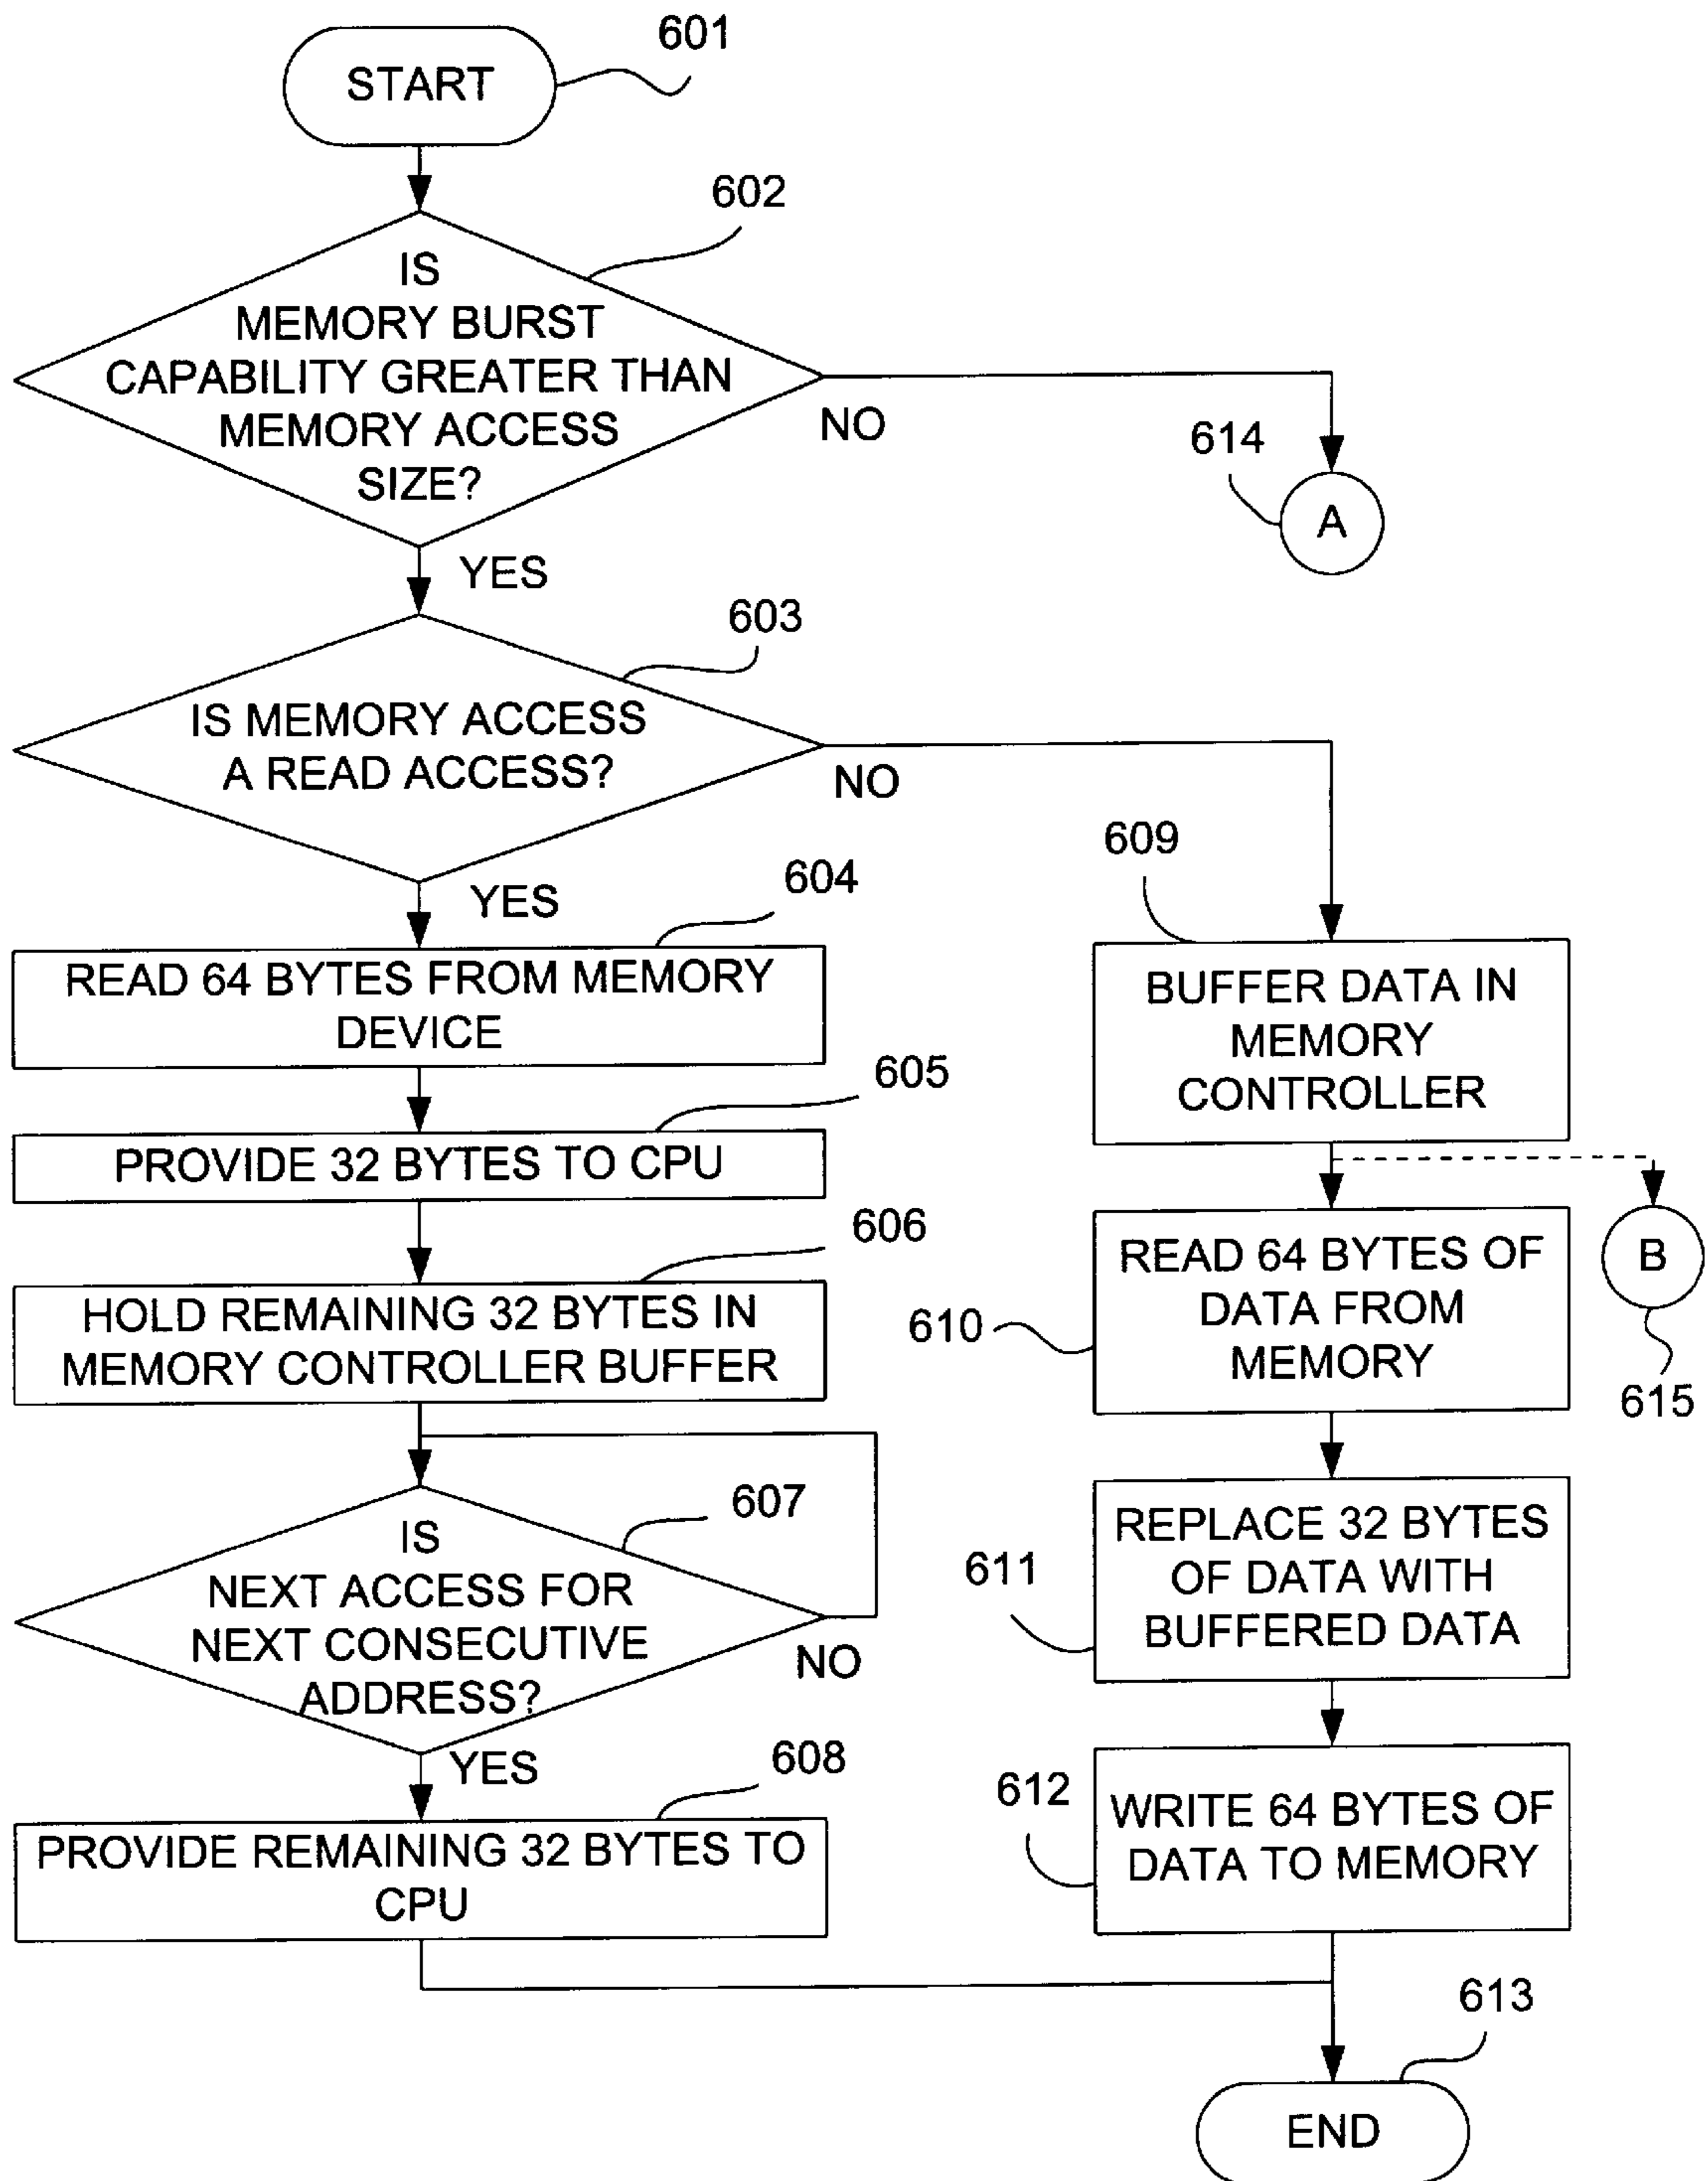 601
START
602
IS
MEMORY BURST
CAPABILITY GREATER THAN
MEMORY ACCESS
SIZE?
NO
614
A
YES
603
IS MEMORY ACCESS
A READ ACCESS?
NO
609
YES
604
READ 64 BYTES FROM MEMORY
DEVICE
BUFFER DATA IN
MEMORY
CONTROLLER
605
PROVIDE 32 BYTES TO CPU
606
HOLD REMAINING 32 BYTES IN
MEMORY CONTROLLER BUFFER
610
READ 64 BYTES OF
DATA FROM
MEMORY
B
615
607
IS
NEXT ACCESS FOR
NEXT CONSECUTIVE
ADDRESS?
NO
611
REPLACE 32 BYTES
OF DATA WITH
BUFFERED DATA
YES
608
PROVIDE REMAINING 32 BYTES TO
CPU
612
WRITE 64 BYTES OF
DATA TO MEMORY
613
END